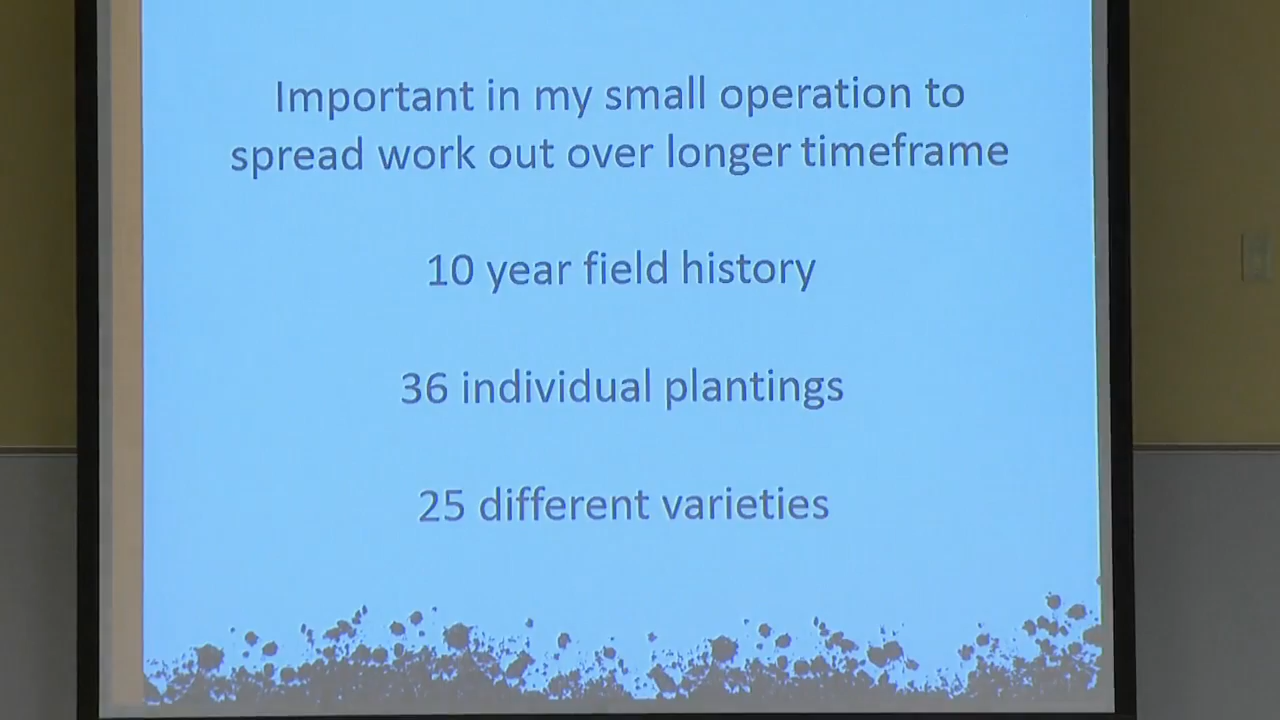 Important in my small operation to
spread work out over longer timeframe
10 year field history
36 individual plantings
25 different varieties